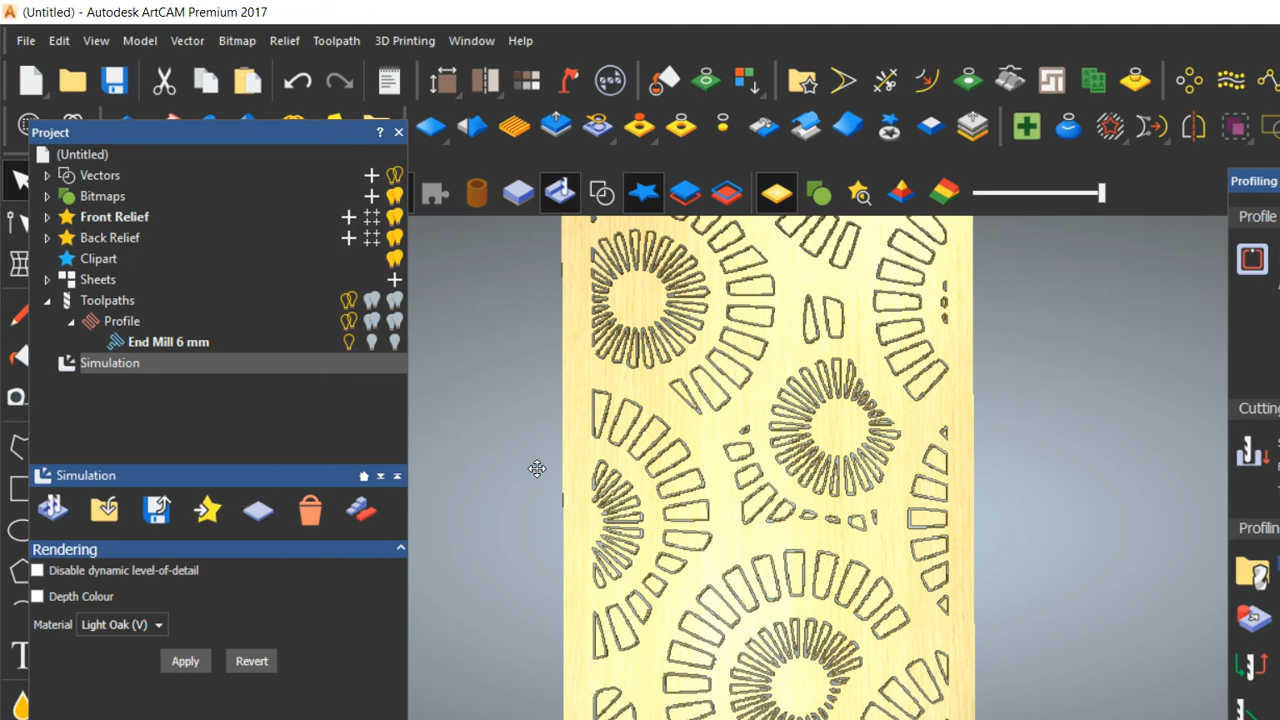 (Untitled) - Autodesk ArtCAM Premium 2017
File Edit View Model Vector Bitmap Relief Toolpath 3D Printing Window Help
Project ? ×
(Untitled)
Vectors
Bitmaps
Front Relief
Back Relief
Clipart
Sheets
Toolpaths
Profile
End Mill 6 mm
Simulation
Simulation
Rendering
Disable dynamic level-of-detail
Depth Colour
Material Light Oak (V)
Apply Revert
Profiling
Profile
Cutting
Profiling